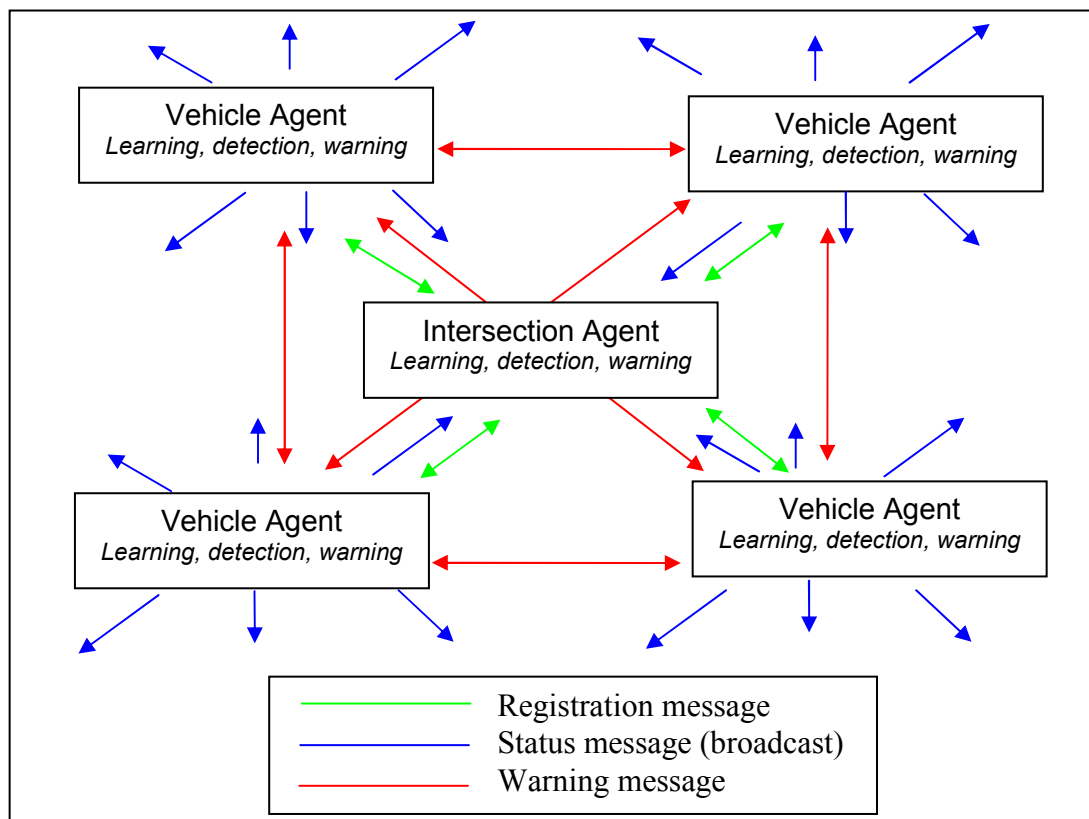 Vehicle Agent
Learning, detection, warning
Vehicle Agent
Learning, detection, warning
Intersection Agent
Learning, detection, warning
Vehicle Agent
Learning, detection, warning
Vehicle Agent
Learning, detection, warning
Registration message
Status message (broadcast)
Warning message